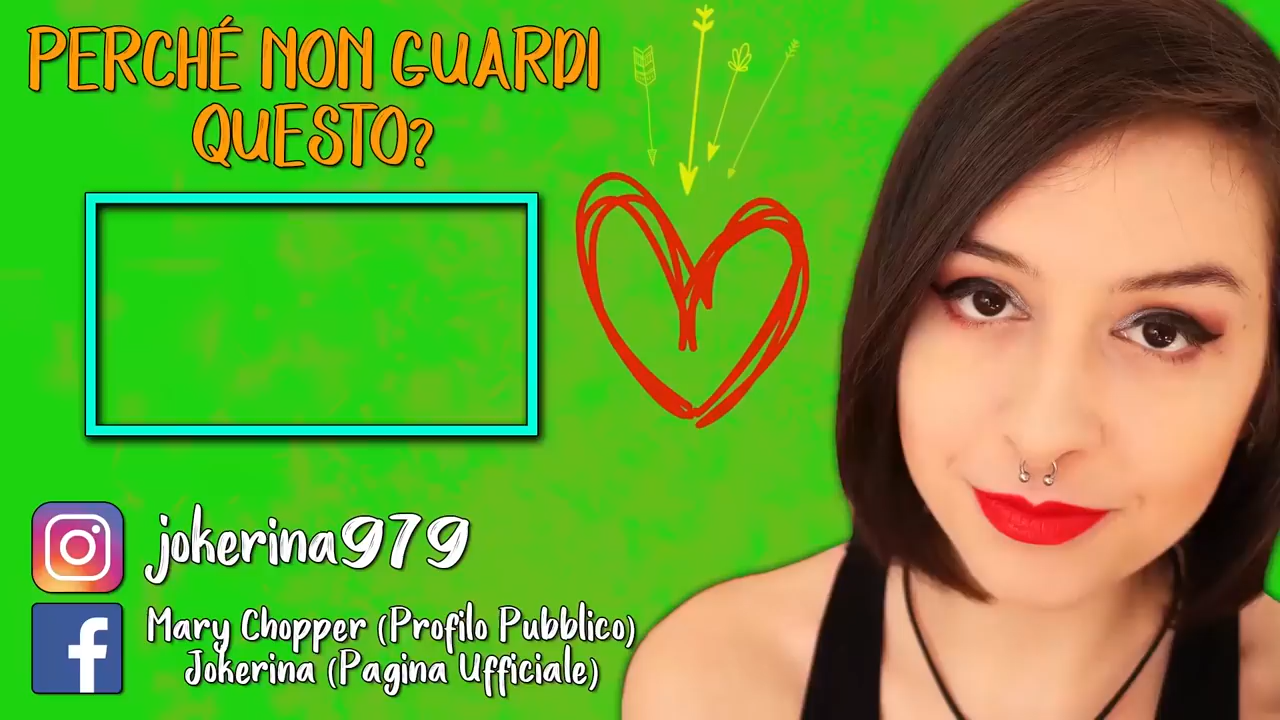 PERCHÉ NON GUARDI
QUESTO?
jokerina979
Mary Chopper (Profilo Pubblico)
Jokerina (Pagina Ufficiale)